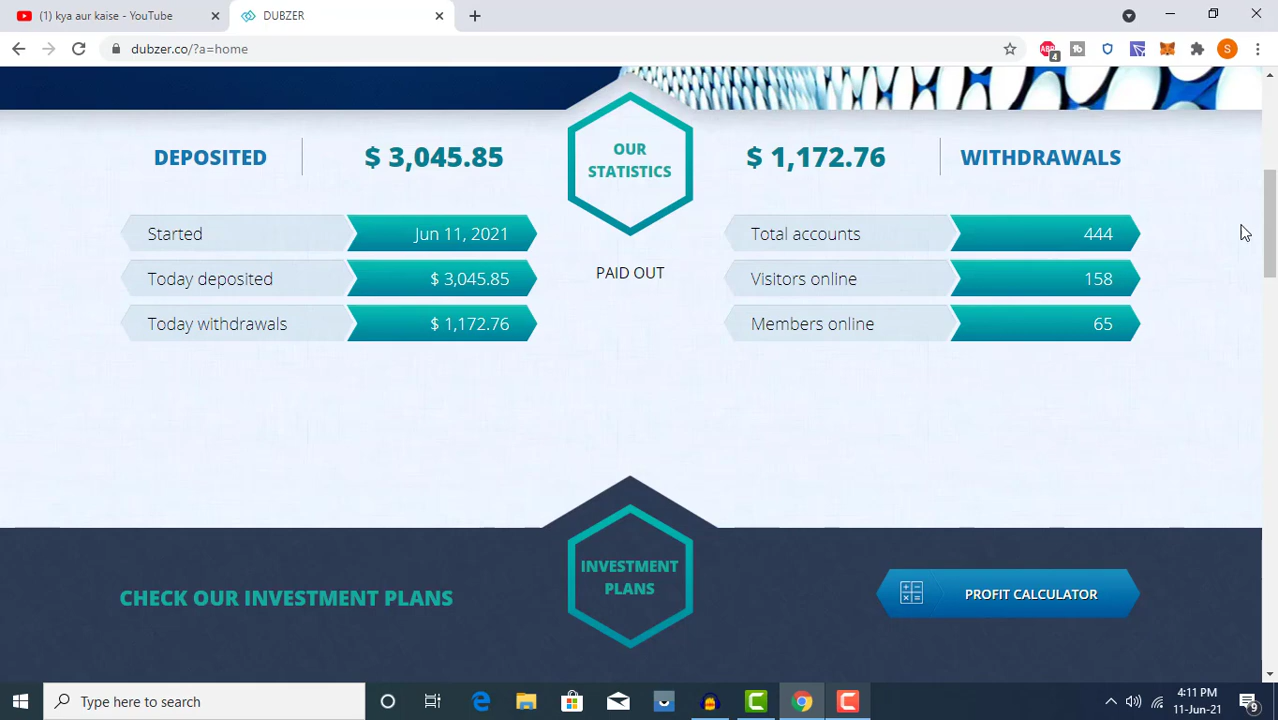 (1) kya aur kaise - YouTube
DUBZER
dubzer.co/?a=home
ABP
4
S
DEPOSITED
$ 3,045.85
OUR
STATISTICS
$ 1,172.76
WITHDRAWALS
Started
Jun 11, 2021
Today deposited
$ 3,045.85
Today withdrawals
$ 1,172.76
PAID OUT
Total accounts
444
Visitors online
158
Members online
65
CHECK OUR INVESTMENT PLANS
INVESTMENT
PLANS
PROFIT CALCULATOR
Type here to search
4:11 PM
11-Jun-21
9